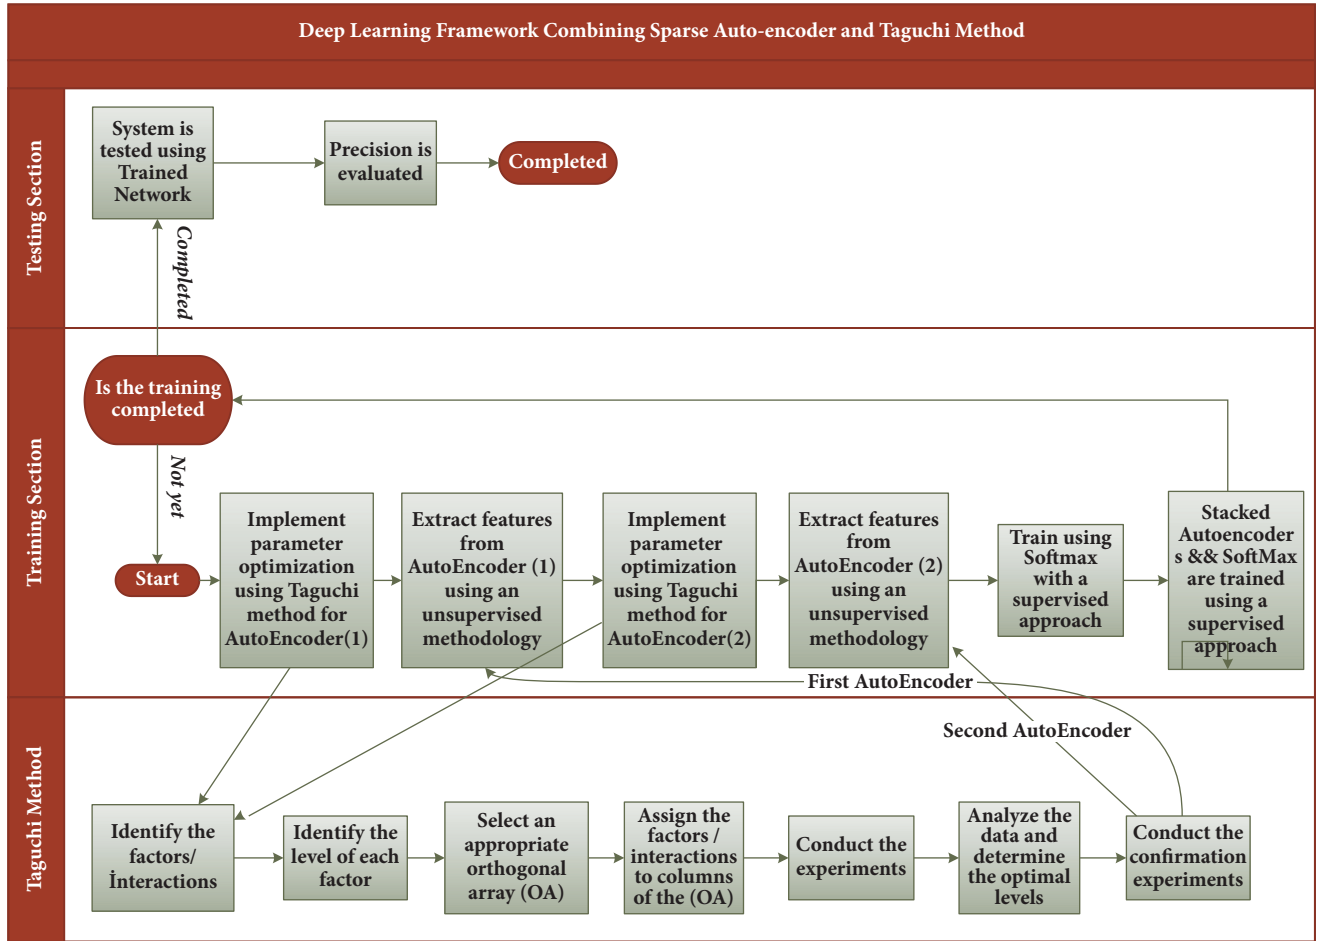 Deep Learning Framework Combining Sparse Auto-encoder and Taguchi Method
Testing Section
System is
tested using
Trained
Network
Precision is
evaluated
Completed
Completed
Training Section
Is the training
completed
Not yet
Start
Implement
parameter
optimization
using Taguchi
method for
AutoEncoder(1)
Extract features
from
AutoEncoder (1)
using an
unsupervised
methodology
Implement
parameter
optimization
using Taguchi
method for
AutoEncoder(2)
Extract features
from
AutoEncoder (2)
using an
unsupervised
methodology
Train using
Softmax
with a
supervised
approach
Stacked
Autoencoder
s && SoftMax
are trained
using a
supervised
approach
First AutoEncoder
Second AutoEncoder
Taguchi Method
Identify the
factors/
İnteractions
Identify the
level of each
factor
Select an
appropriate
orthogonal
array (OA)
Assign the
factors /
interactions
to columns
of the (OA)
Conduct the
experiments
Analyze the
data and
determine
the optimal
levels
Conduct the
confirmation
experiments